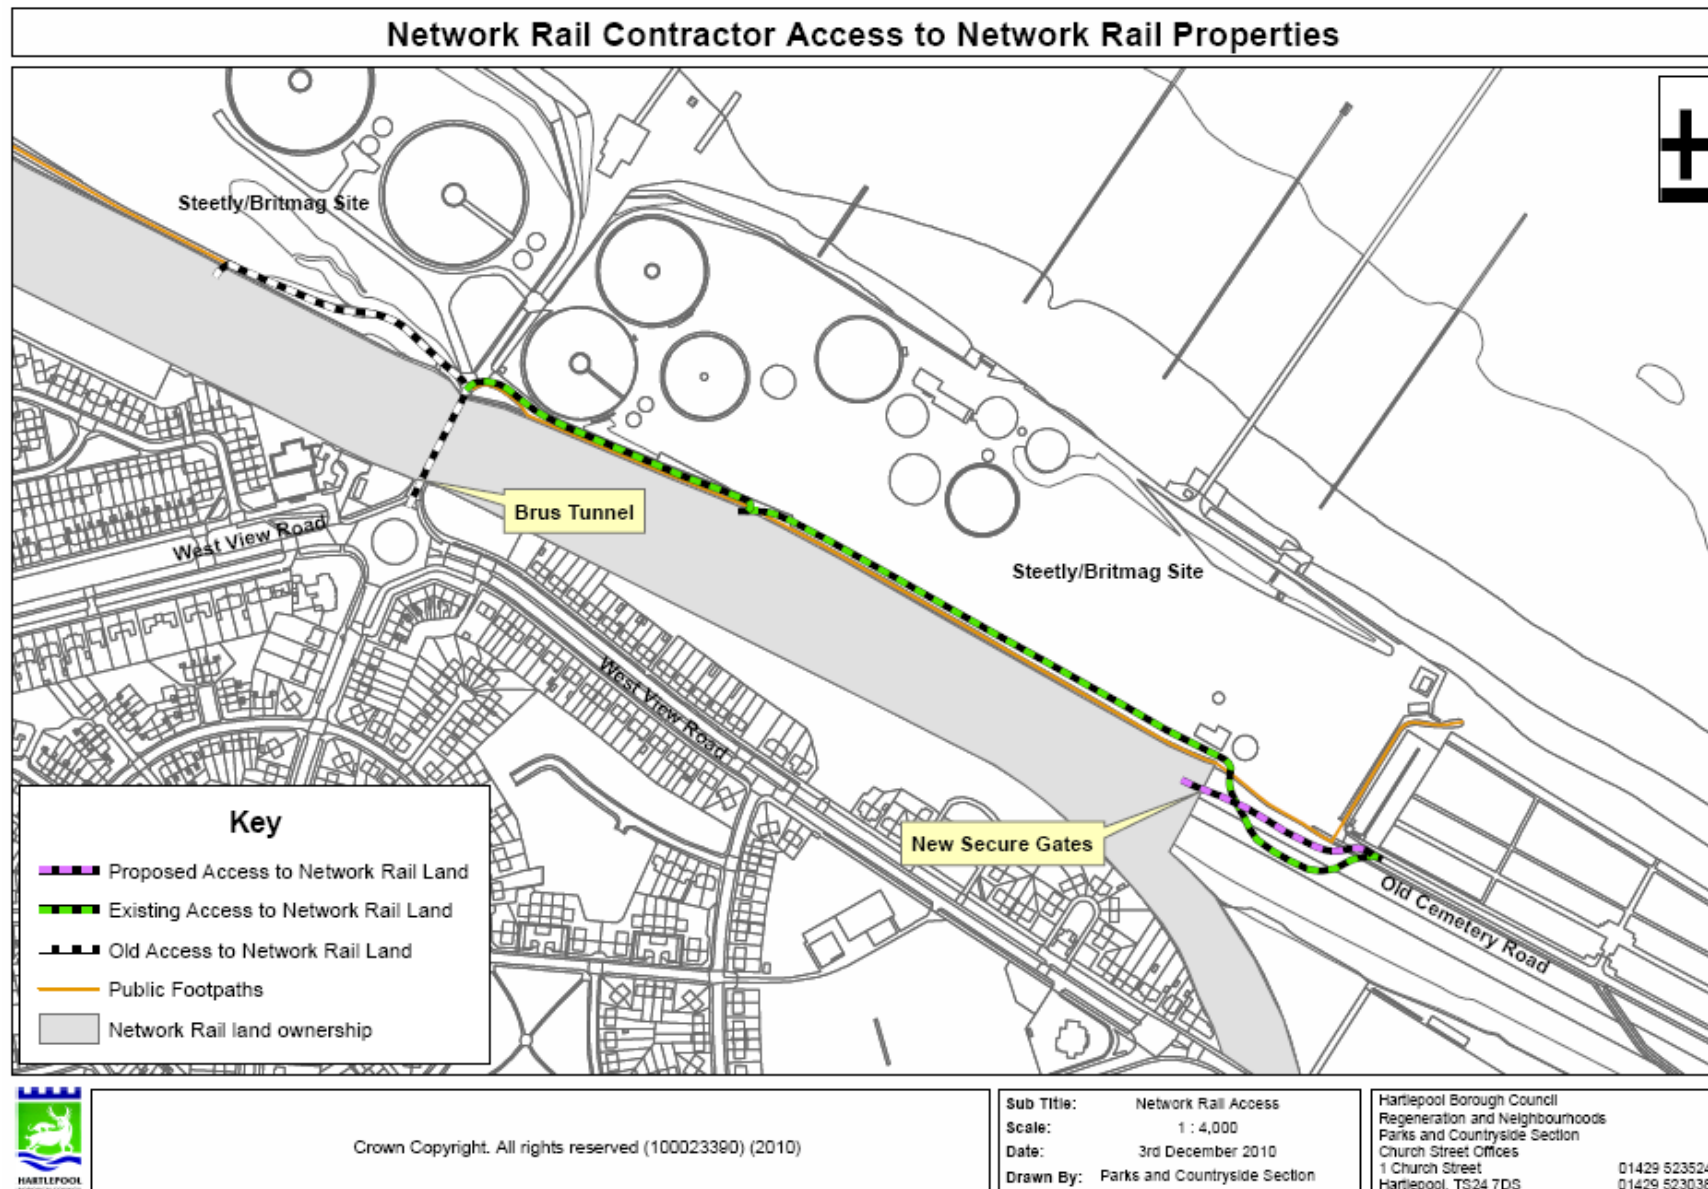 Network Rail Contractor Access to Network Rail Properties
Steetly/Britmag Site
Brus Tunnel
West View Road
Steetly/Britmag Site
West View Road
New Secure Gates
Old Cemetery Road
Key
Proposed Access to Network Rail Land
Existing Access to Network Rail Land
Old Access to Network Rail Land
Public Footpaths
Network Rail land ownership
HARTLEPOOL
Crown Copyright. All rights reserved (100023390) (2010)
Sub Title: Network Rail Access
Scale: 1 : 4,000
Date: 3rd December 2010
Drawn By: Parks and Countryside Section
Hartlepool Borough Council
Regeneration and Neighbourhoods
Parks and Countryside Section
Church Street Offices
1 Church Street 01429 523524
Hartlepool, TS24 7DS 01429 52303